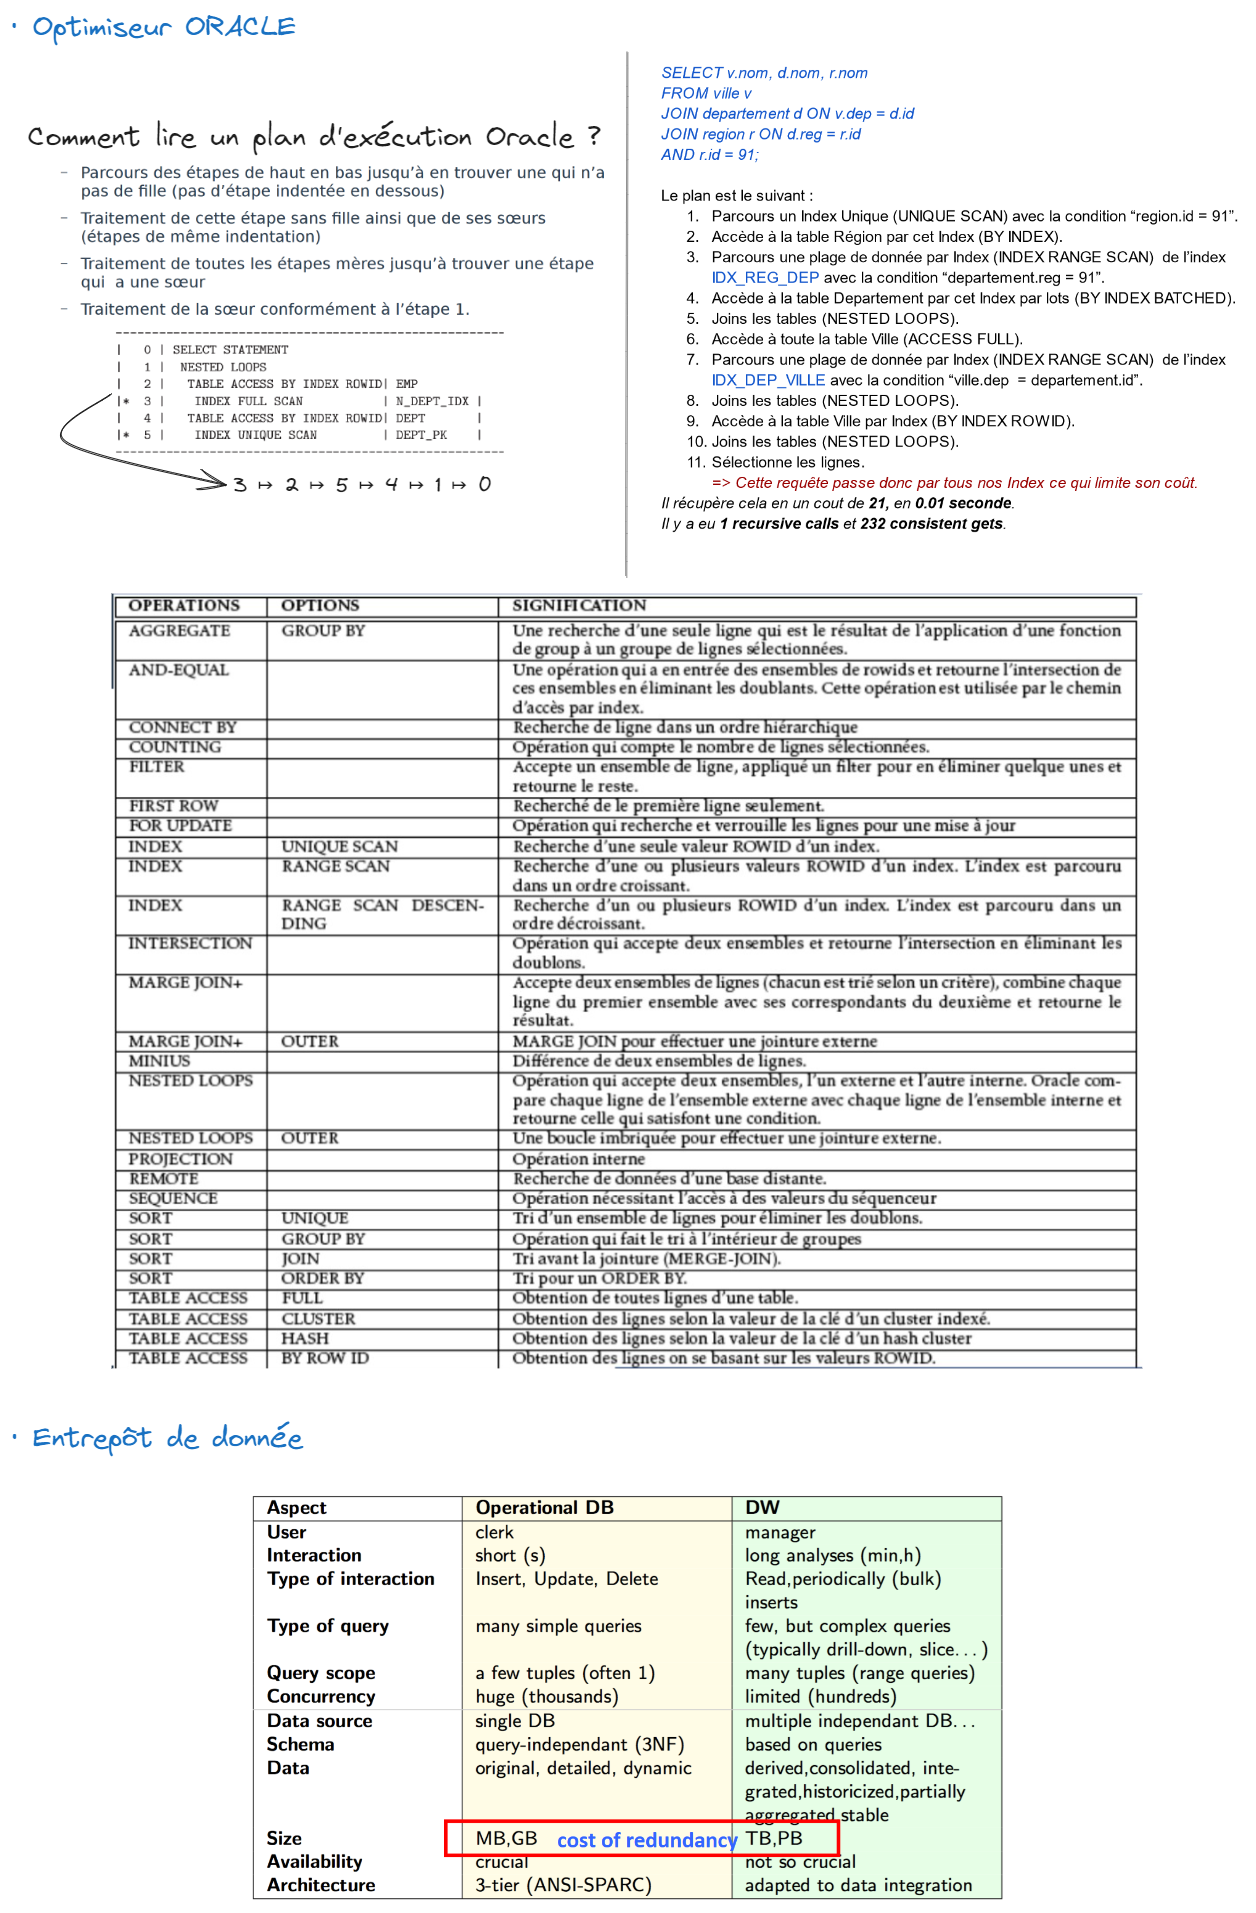 · Optimiseur ORACLE
Comment lire un plan d'exécution Oracle ?
– Parcours des étapes de haut en bas jusqu'à en trouver une qui n'a
pas de fille (pas d'étape indentée en dessous)
– Traitement de cette étape sans fille ainsi que de ses sœurs
(étapes de même indentation)
– Traitement de toutes les étapes mères jusqu'à trouver une étape
qui a une sœur
– Traitement de la sœur conformément à l'étape 1.
| 0 | SELECT STATEMENT
| 1 | NESTED LOOPS
| 2 | TABLE ACCESS BY INDEX ROWID| EMP
|* 3 | INDEX FULL SCAN | N_DEPT_IDX |
| 4 | TABLE ACCESS BY INDEX ROWID| DEPT |
|* 5 | INDEX UNIQUE SCAN | DEPT_PK |
3 ↦ 2 ↦ 5 ↦ 4 ↦ 1 ↦ 0
SELECT v.nom, d.nom, r.nom
FROM ville v
JOIN departement d ON v.dep = d.id
JOIN region r ON d.reg = r.id
AND r.id = 91;
Le plan est le suivant :
1. Parcours un Index Unique (UNIQUE SCAN) avec la condition “region.id = 91”.
2. Accède à la table Région par cet Index (BY INDEX).
3. Parcours une plage de donnée par Index (INDEX RANGE SCAN) de l'index
IDX_REG_DEP avec la condition “departement.reg = 91”.
4. Accède à la table Departement par cet Index par lots (BY INDEX BATCHED).
5. Joins les tables (NESTED LOOPS).
6. Accède à toute la table Ville (ACCESS FULL).
7. Parcours une plage de donnée par Index (INDEX RANGE SCAN) de l'index
IDX_DEP_VILLE avec la condition “ville.dep = departement.id”.
8. Joins les tables (NESTED LOOPS).
9. Accède à la table Ville par Index (BY INDEX ROWID).
10. Joins les tables (NESTED LOOPS).
11. Sélectionne les lignes.
=> Cette requête passe donc par tous nos Index ce qui limite son coût.
Il récupère cela en un cout de 21, en 0.01 seconde.
Il y a eu 1 recursive calls et 232 consistent gets.
OPERATIONS OPTIONS SIGNIFICATION
AGGREGATE GROUP BY Une recherche d'une seule ligne qui est le résultat de l'application d'une fonction
de group à un groupe de lignes sélectionnées.
AND-EQUAL Une opération qui a en entrée des ensembles de rowids et retourne l'intersection de
ces ensembles en éliminant les doublants. Cette opération est utilisée par le chemin
d'accès par index.
CONNECT BY Recherche de ligne dans un ordre hiérarchique
COUNTING Opération qui compte le nombre de lignes sélectionnées.
FILTER Accepte un ensemble de ligne, appliqué un filter pour en éliminer quelque unes et
retourne le reste.
FIRST ROW Recherché de le première ligne seulement.
FOR UPDATE Opération qui recherche et verrouille les lignes pour une mise à jour
INDEX UNIQUE SCAN Recherche d'une seule valeur ROWID d'un index.
INDEX RANGE SCAN Recherche d'une ou plusieurs valeurs ROWID d'un index. L'index est parcouru
dans un ordre croissant.
INDEX RANGE SCAN DESCEN- Recherche d'un ou plusieurs ROWID d'un index. L'index est parcouru dans un
DING ordre décroissant.
INTERSECTION Opération qui accepte deux ensembles et retourne l'intersection en éliminant les
doublons.
MARGE JOIN+ Accepte deux ensembles de lignes (chacun est trié selon un critère), combine chaque
ligne du premier ensemble avec ses correspondants du deuxième et retourne le
résultat.
MARGE JOIN+ OUTER MARGE JOIN pour effectuer une jointure externe
MINIUS Différence de deux ensembles de lignes.
NESTED LOOPS Opération qui accepte deux ensembles, l'un externe et l'autre interne. Oracle com-
pare chaque ligne de l'ensemble externe avec chaque ligne de l'ensemble interne et
retourne celle qui satisfont une condition.
NESTED LOOPS OUTER Une boucle imbriquée pour effectuer une jointure externe.
PROJECTION Opération interne
REMOTE Recherche de données d'une base distante.
SEQUENCE Opération nécessitant l'accès à des valeurs du séquenceur
SORT UNIQUE Tri d'un ensemble de lignes pour éliminer les doublons.
SORT GROUP BY Opération qui fait le tri à l'intérieur de groupes
SORT JOIN Tri avant la jointure (MERGE-JOIN).
SORT ORDER BY Tri pour un ORDER BY.
TABLE ACCESS FULL Obtention de toutes lignes d'une table.
TABLE ACCESS CLUSTER Obtention des lignes selon la valeur de la clé d'un cluster indexé.
TABLE ACCESS HASH Obtention des lignes selon la valeur de la clé d'un hash cluster
TABLE ACCESS BY ROW ID Obtention des lignes on se basant sur les valeurs ROWID.
· Entrepôt de donnée
Aspect Operational DB DW
User clerk manager
Interaction short (s) long analyses (min,h)
Type of interaction Insert, Update, Delete Read,periodically (bulk)
inserts
Type of query many simple queries few, but complex queries
(typically drill-down, slice...)
Query scope a few tuples (often 1) many tuples (range queries)
Concurrency huge (thousands) limited (hundreds)
Data source single DB multiple independant DB...
Schema query-independant (3NF) based on queries
Data original, detailed, dynamic derived,consolidated, inte-
grated,historicized,partially
aggregated,stable
Size MB,GB cost of redundancy TB,PB
Availability crucial not so crucial
Architecture 3-tier (ANSI-SPARC) adapted to data integration